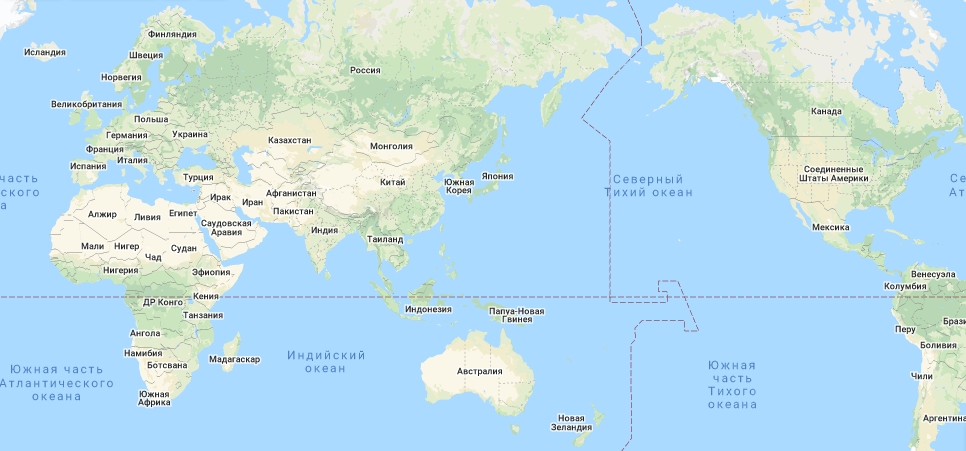 Исландия
Финляндия
Швеция
Норвегия
Россия
Великобритания
Польша
Германия
Украина
Франция
Италия
Испания
Турция
Казахстан
Монголия
Китай
Южная
Корея
Япония
Афганистан
Пакистан
Ирак
Иран
Саудовская
Аравия
Индия
Таиланд
Алжир
Ливия
Египет
Мали
Нигер
Чад
Судан
Нигерия
Эфиопия
ДР Конго
Кения
Танзания
Ангола
Намибия
Ботсвана
Мадагаскар
Южная
Африка
Индонезия
Папуа-Новая
Гвинея
Австралия
Новая
Зеландия
Канада
Соединенные
Штаты Америки
Мексика
Венесуэла
Колумбия
Перу
Брази
Боливия
Чили
Аргентина
часть
ского
а
Северный
Тихий океан
Се
Ат
Южная часть
Атлантического
океана
Индийский
океан
Южная
часть
Тихого
океана